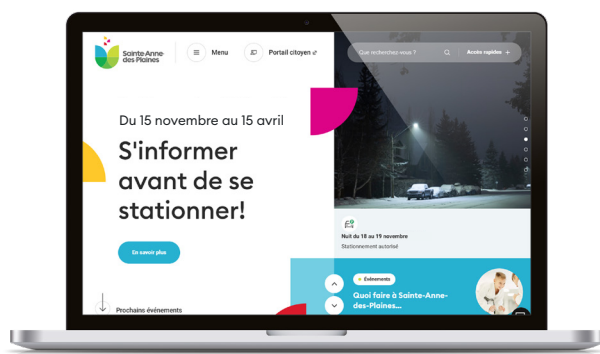 Sainte-Anne-
des-Plaines
Menu
Portail citoyen
Que recherchez-vous ?
Accès rapides +
Du 15 novembre au 15 avril
S'informer
avant de se
stationner!
En savoir plus
Nuit du 18 au 19 novembre
Stationnement autorisé
Événements
Quoi faire à Sainte-Anne-
des-Plaines...
Prochains événements